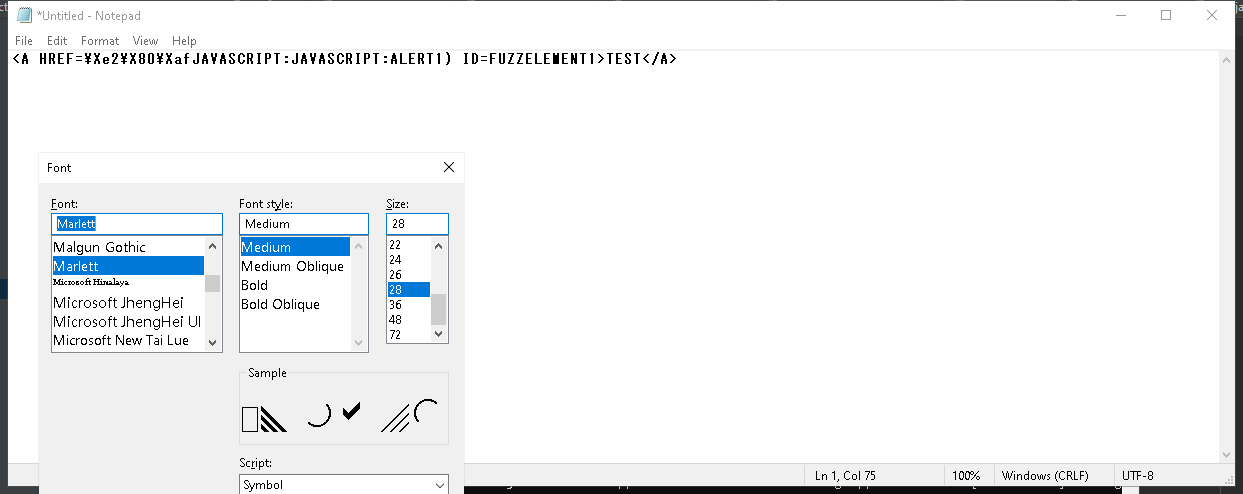 *Untitled - Notepad
File Edit Format View Help
<A HREF=¥Xe2¥X80¥XafJAVASCRIPT:JAVASCRIPT:ALERT1) ID=FUZZELEMENT1>TEST</A>
Font
Font: Font style: Size:
Marlett Medium 28
Malgun Gothic
Marlett
Microsoft Himalaya
Microsoft JhengHei
Microsoft JhengHei UI
Microsoft New Tai Lue
Medium
Medium Oblique
Bold
Bold Oblique
22
24
26
28
36
48
72
Sample
Script:
Symbol
Ln 1, Col 75 100% Windows (CRLF) UTF-8